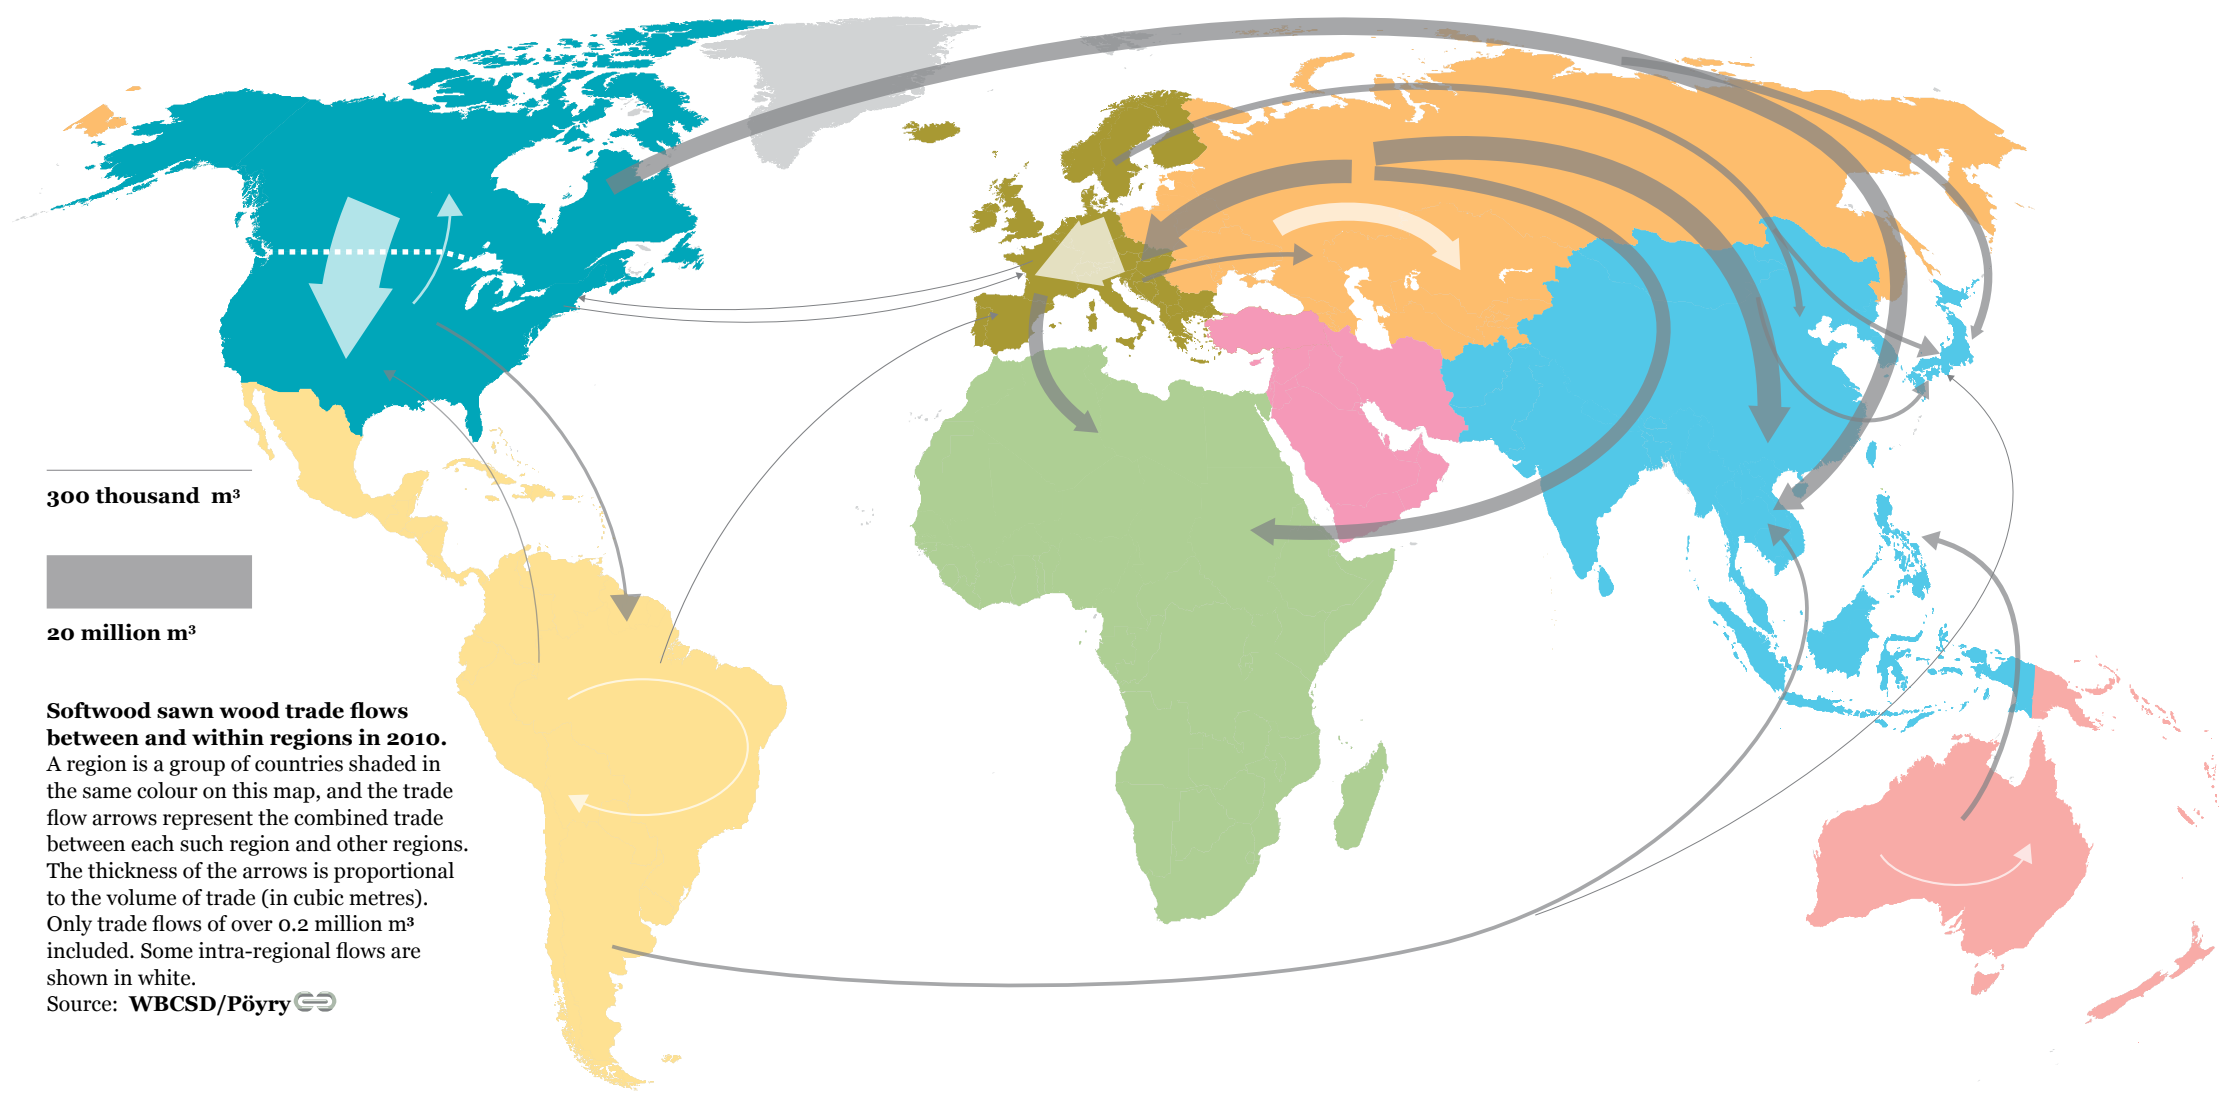 300 thousand m³
20 million m³
Softwood sawn wood trade flows
between and within regions in 2010.
A region is a group of countries shaded in
the same colour on this map, and the trade
flow arrows represent the combined trade
between each such region and other regions.
The thickness of the arrows is proportional
to the volume of trade (in cubic metres).
Only trade flows of over 0.2 million m³
included. Some intra-regional flows are
shown in white.
Source: WBCSD/Pöyry